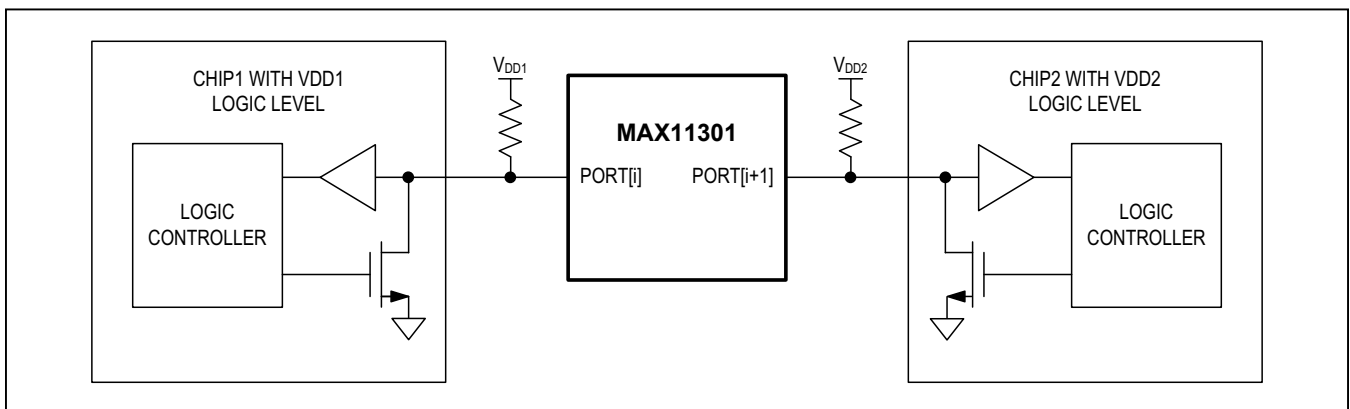 CHIP1 WITH VDD1
LOGIC LEVEL
LOGIC
CONTROLLER
VDD1
MAX11301
PORT[i]
PORT[i+1]
VDD2
CHIP2 WITH VDD2
LOGIC LEVEL
LOGIC
CONTROLLER